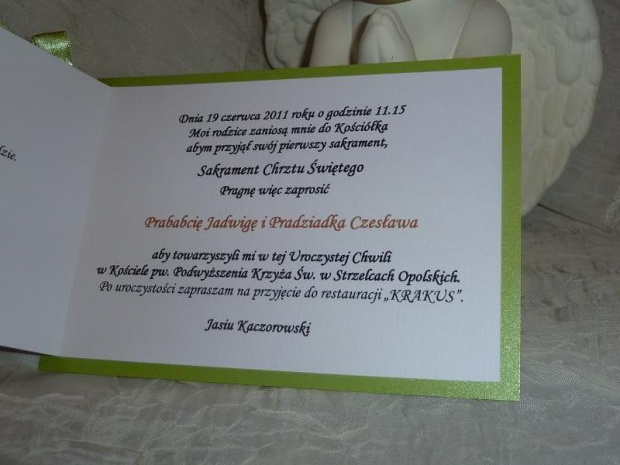 zie.
Dnia 19 czerwca 2011 roku o godzinie 11.15
Moi rodzice zaniosą mnie do Kościółka
abym przyjął swój pierwszy sakrament,
Sakrament Chrztu Świętego
Pragnę więc zaprosić
Prababcię Jadwigę i Pradziadka Czesława
aby towarzyszyli mi w tej Uroczystej Chwili
w Kościele pw. Podwyższenia Krzyża Św. w Strzelcach Opolskich.
Po uroczystości zapraszam na przyjęcie do restauracji „KRAKUS”.
Jasiu Kaczorowski